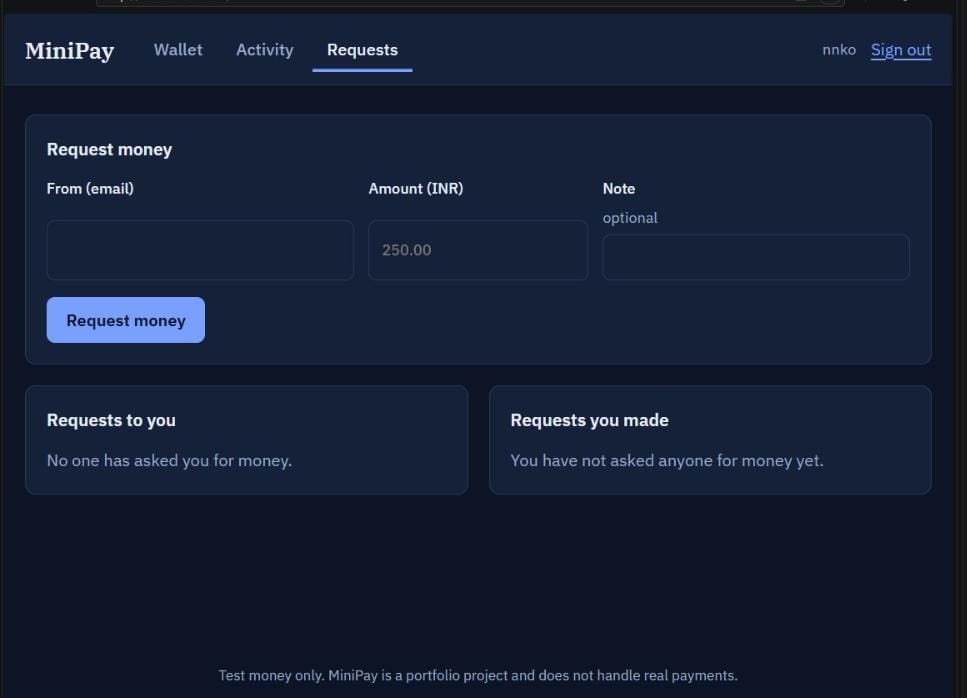 MiniPay Wallet Activity Requests nnko Sign out
Request money
From (email) Amount (INR) Note
optional
250.00
Request money
Requests to you Requests you made
No one has asked you for money. You have not asked anyone for money yet.
Test money only. MiniPay is a portfolio project and does not handle real payments.